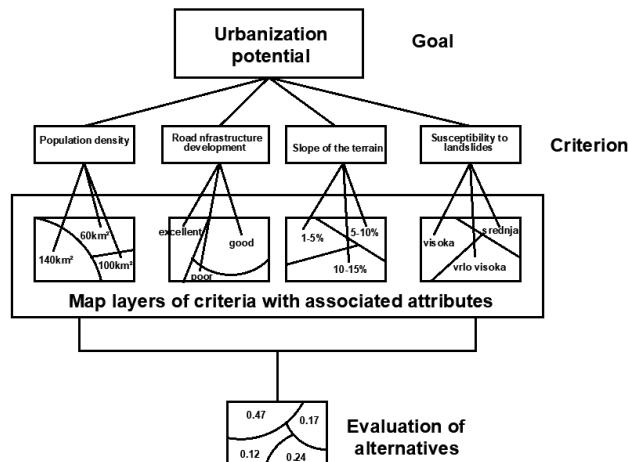 Urbanization
potential
Goal
Population density
Road nfrastructure
development
Slope of the terrain
Susceptibility to
landslides
Criterion
60km²
140km²
100km²
excellent
good
poor
1-5%
5-10%
10-15%
srednja
visoka
vrlo visoka
Map layers of criteria with associated attributes
0.47
0.17
0.12
0.24
Evaluation of
alternatives